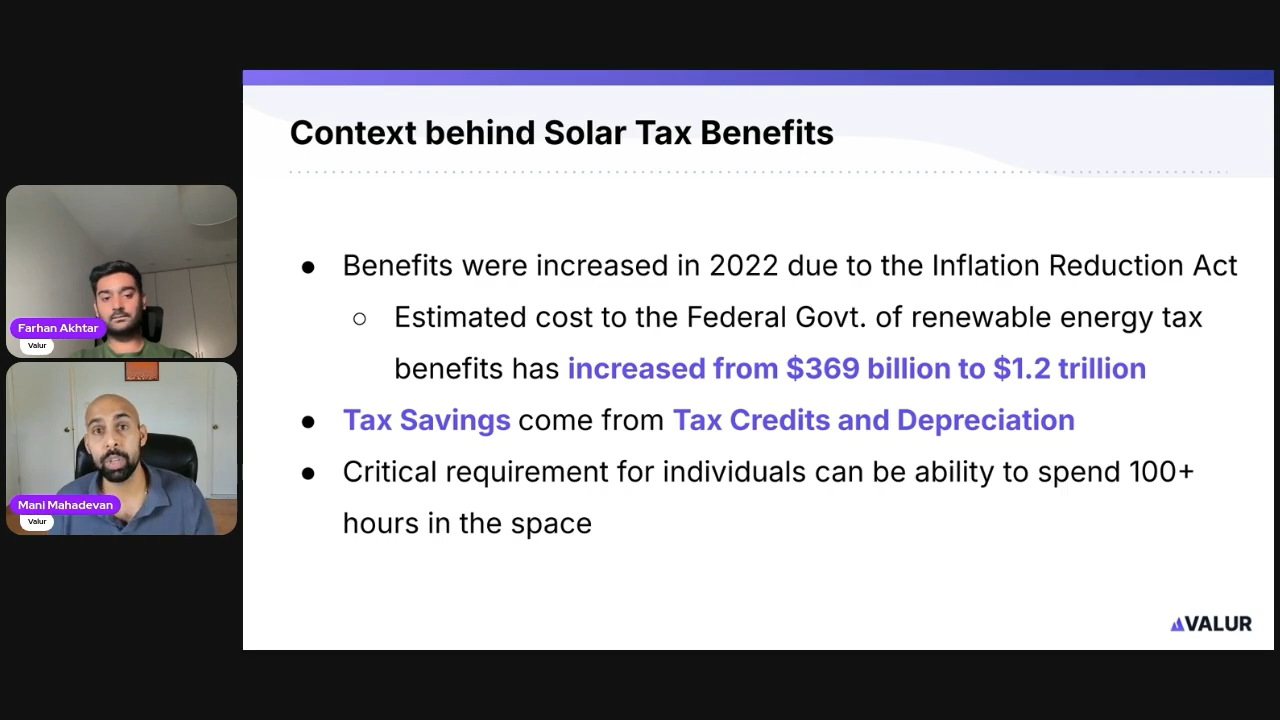 Context behind Solar Tax Benefits
● Benefits were increased in 2022 due to the Inflation Reduction Act
○ Estimated cost to the Federal Govt. of renewable energy tax
benefits has increased from $369 billion to $1.2 trillion
● Tax Savings come from Tax Credits and Depreciation
● Critical requirement for individuals can be ability to spend 100+
hours in the space
VALUR
Farhan Akhtar
Valur
Mani Mahadevan
Valur